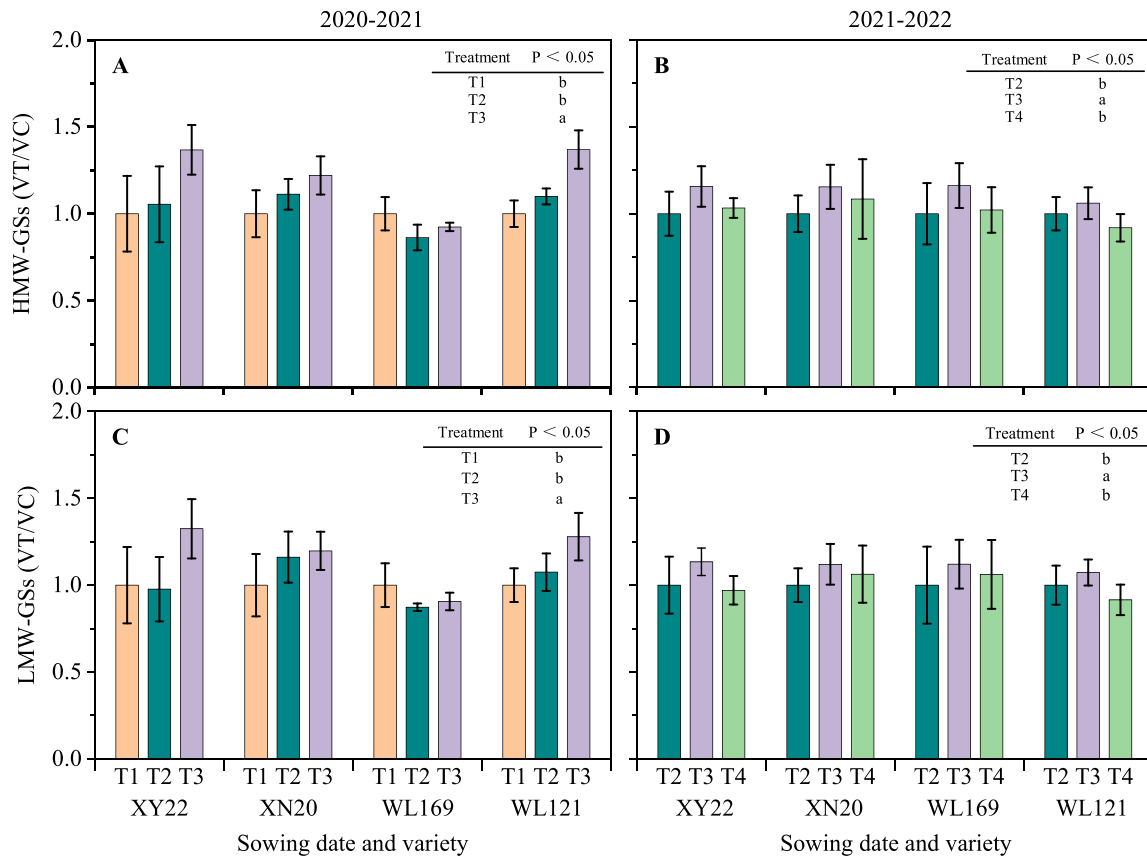 2020-2021
2021-2022
HMW-GSs (VT/VC)
2.0
1.5
1.0
0.5
0.0
A
Treatment P < 0.05
T1 b
T2 b
T3 a
B
Treatment P < 0.05
T2 b
T3 a
T4 b
LMW-GSs (VT/VC)
2.0
1.5
1.0
0.5
0.0
C
Treatment P < 0.05
T1 b
T2 b
T3 a
D
Treatment P < 0.05
T2 b
T3 a
T4 b
T1 T2 T3 T1 T2 T3 T1 T2 T3 T1 T2 T3
XY22 XN20 WL169 WL121
Sowing date and variety
T2 T3 T4 T2 T3 T4 T2 T3 T4 T2 T3 T4
XY22 XN20 WL169 WL121
Sowing date and variety